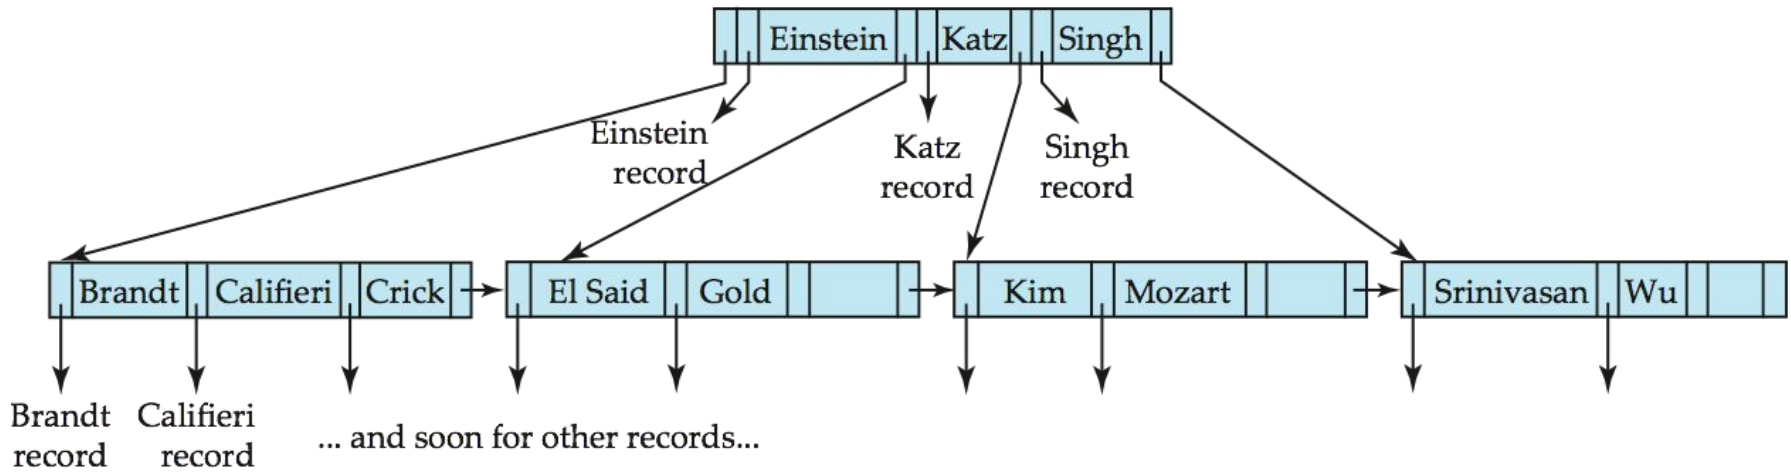 Einstein Katz Singh
Einstein
record
Katz
record
Singh
record
Brandt Califieri Crick El Said Gold Kim Mozart Srinivasan Wu
Brandt
record
Califieri
record
... and soon for other records...